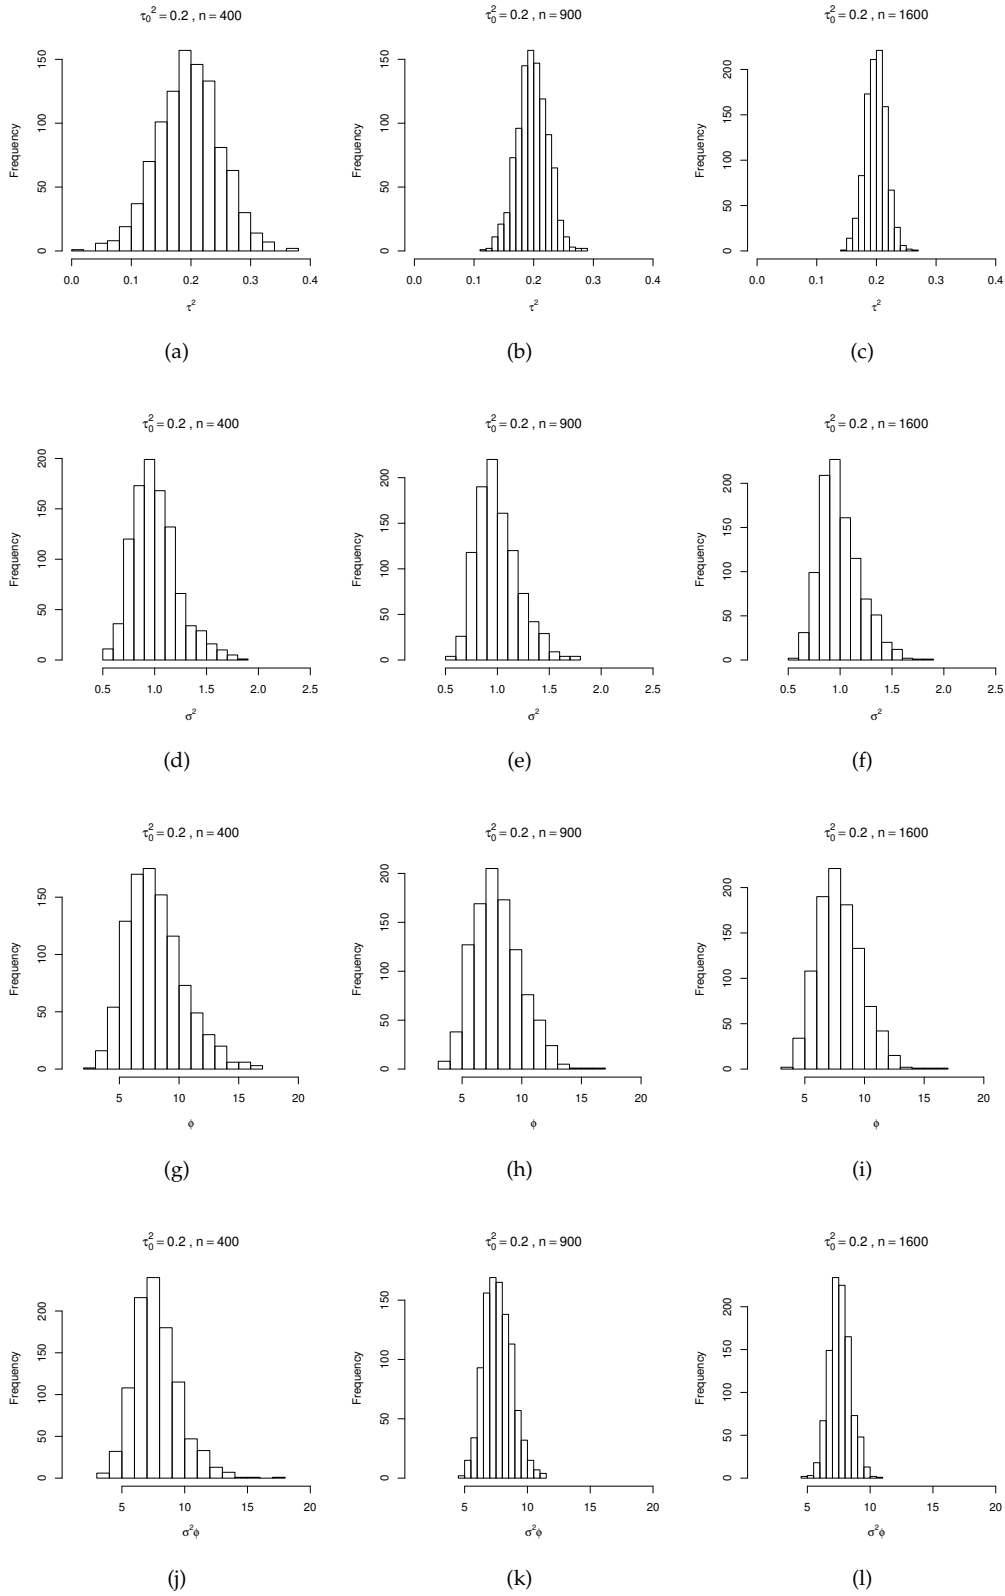 τ₀² = 0.2 , n = 400
Frequency
0 50 100 150
0.0 0.1 0.2 0.3 0.4
τ²
(a)
τ₀² = 0.2 , n = 900
Frequency
0 50 100 150
0.0 0.1 0.2 0.3 0.4
τ²
(b)
τ₀² = 0.2 , n = 1600
Frequency
0 50 100 150 200
0.0 0.1 0.2 0.3 0.4
τ²
(c)
τ₀² = 0.2 , n = 400
Frequency
0 50 100 150 200
0.5 1.0 1.5 2.0 2.5
σ²
(d)
τ₀² = 0.2 , n = 900
Frequency
0 50 100 150 200
0.5 1.0 1.5 2.0 2.5
σ²
(e)
τ₀² = 0.2 , n = 1600
Frequency
0 50 100 150 200
0.5 1.0 1.5 2.0 2.5
σ²
(f)
τ₀² = 0.2 , n = 400
Frequency
0 50 100 150
5 10 15 20
ϕ
(g)
τ₀² = 0.2 , n = 900
Frequency
0 50 100 150 200
5 10 15 20
ϕ
(h)
τ₀² = 0.2 , n = 1600
Frequency
0 50 100 150 200
5 10 15 20
ϕ
(i)
τ₀² = 0.2 , n = 400
Frequency
0 50 100 150 200
5 10 15 20
σ²ϕ
(j)
τ₀² = 0.2 , n = 900
Frequency
0 50 100 150
5 10 15 20
σ²ϕ
(k)
τ₀² = 0.2 , n = 1600
Frequency
0 50 100 150 200
5 10 15 20
σ²ϕ
(l)